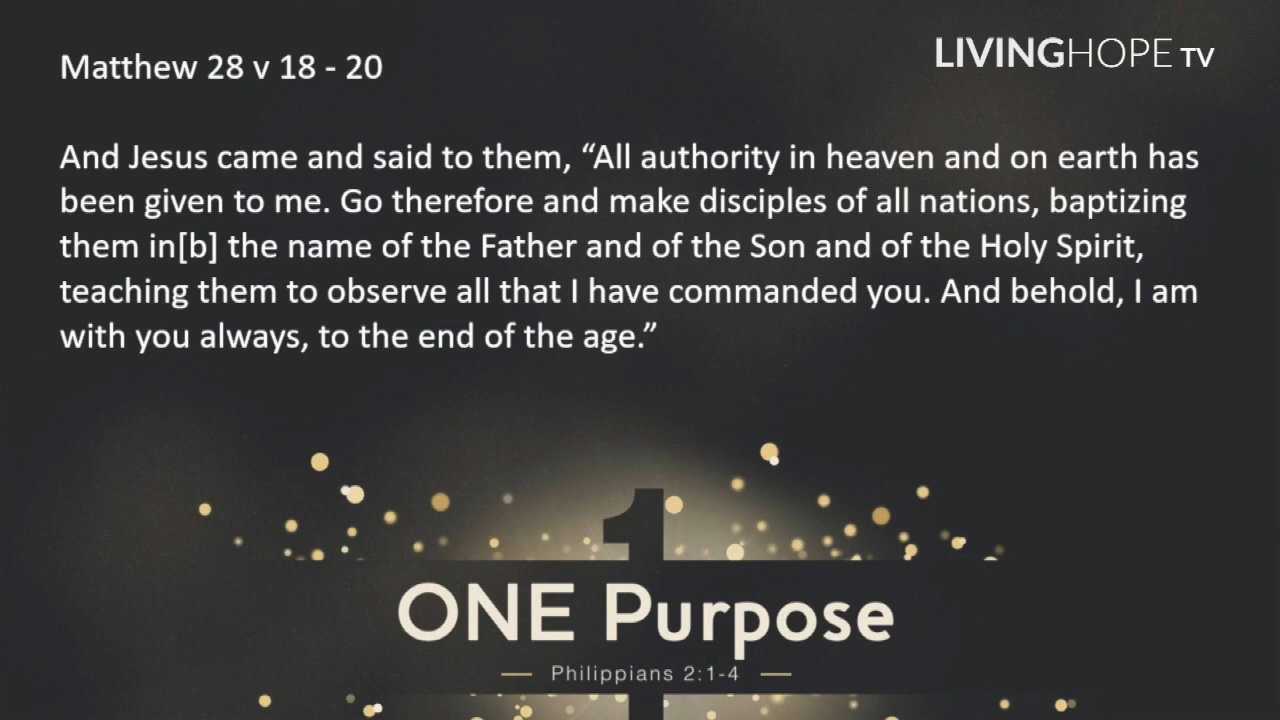 Matthew 28 v 18 - 20
LIVINGHOPE TV
And Jesus came and said to them, “All authority in heaven and on earth has
been given to me. Go therefore and make disciples of all nations, baptizing
them in[b] the name of the Father and of the Son and of the Holy Spirit,
teaching them to observe all that I have commanded you. And behold, I am
with you always, to the end of the age.”
1
ONE Purpose
Philippians 2:1-4